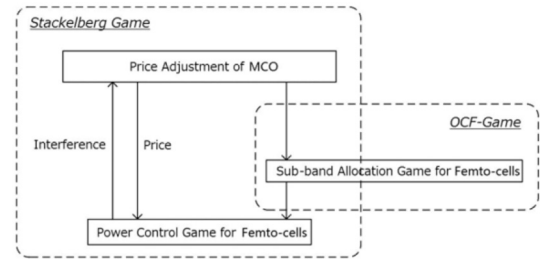 Stackelberg Game
Price Adjustment of MCO
OCF-Game
Interference
Price
Sub-band Allocation Game for Femto-cells
Power Control Game for Femto-cells